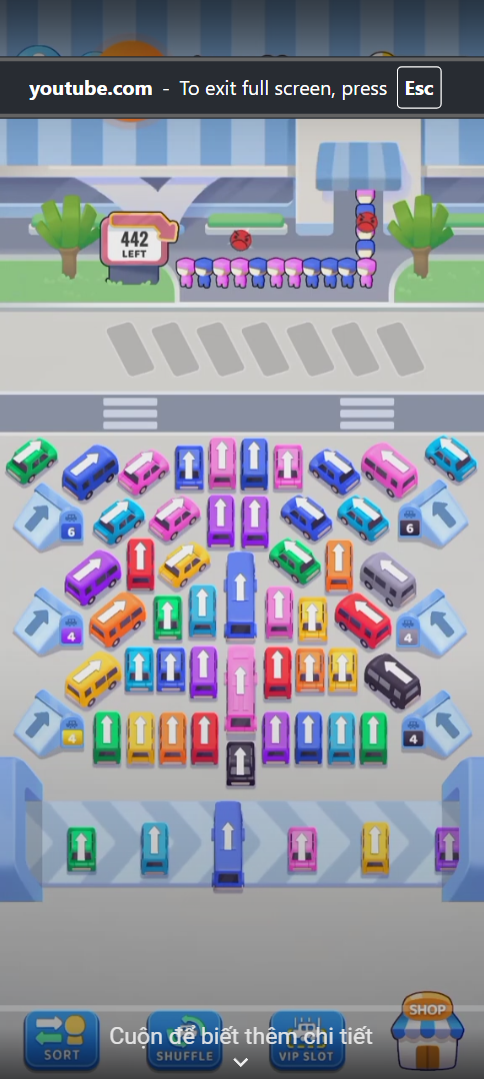 youtube.com - To exit full screen, press Esc
442
LEFT
6
6
4
4
4
4
SHOP
Cuộn để biết thêm chi tiết
SORT
SHUFFLE
VIP SLOT